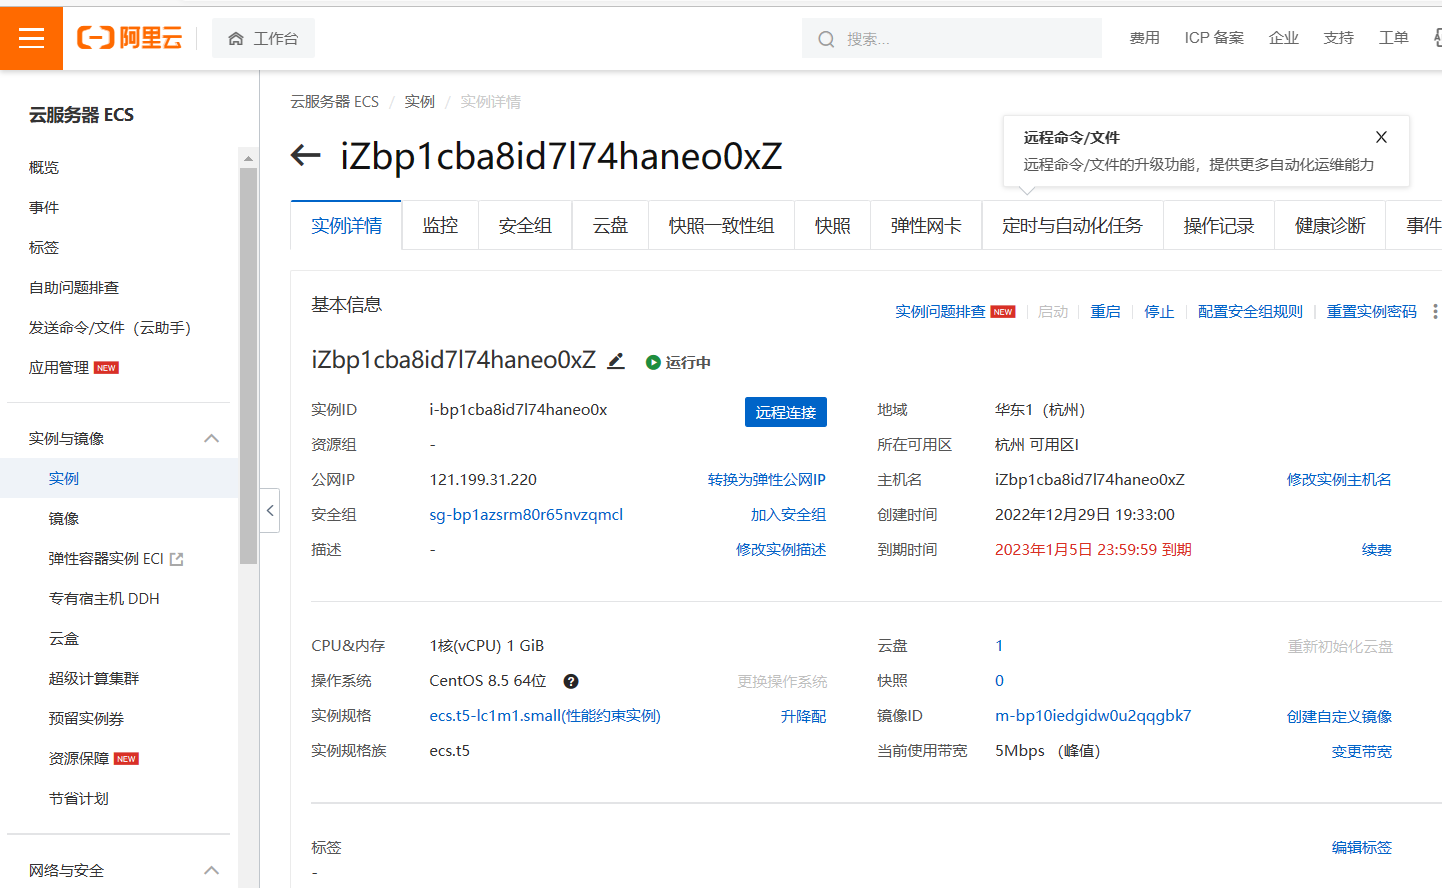 阿里云
工作台
搜索...
费用
ICP 备案
企业
支持
工单
云服务器 ECS
概览
事件
标签
自助问题排查
发送命令/文件（云助手）
应用管理 NEW
实例与镜像
实例
镜像
弹性容器实例 ECI
专有宿主机 DDH
云盒
超级计算集群
预留实例券
资源保障 NEW
节省计划
网络与安全
云服务器 ECS / 实例 / 实例详情
iZbp1cba8id7l74haneo0xZ
远程命令/文件
远程命令/文件的升级功能，提供更多自动化运维能力
实例详情
监控
安全组
云盘
快照一致性组
快照
弹性网卡
定时与自动化任务
操作记录
健康诊断
事件
基本信息
实例问题排查 NEW
启动
重启
停止
配置安全组规则
重置实例密码
iZbp1cba8id7l74haneo0xZ 运行中
实例ID i-bp1cba8id7l74haneo0x 远程连接
地域 华东1（杭州）
资源组 -
所在可用区 杭州 可用区I
公网IP 121.199.31.220 转换为弹性公网IP
主机名 iZbp1cba8id7l74haneo0xZ 修改实例主机名
安全组 sg-bp1azsrm80r65nvzqmcl 加入安全组
创建时间 2022年12月29日 19:33:00
描述 - 修改实例描述
到期时间 2023年1月5日 23:59:59 到期 续费
CPU&内存 1核(vCPU) 1 GiB
云盘 1 重新初始化云盘
操作系统 CentOS 8.5 64位 ? 更换操作系统
快照 0
实例规格 ecs.t5-lc1m1.small(性能约束实例) 升降配
镜像ID m-bp10iedgidw0u2qqgbk7 创建自定义镜像
实例规格族 ecs.t5
当前使用带宽 5Mbps （峰值） 变更带宽
标签 编辑标签
-